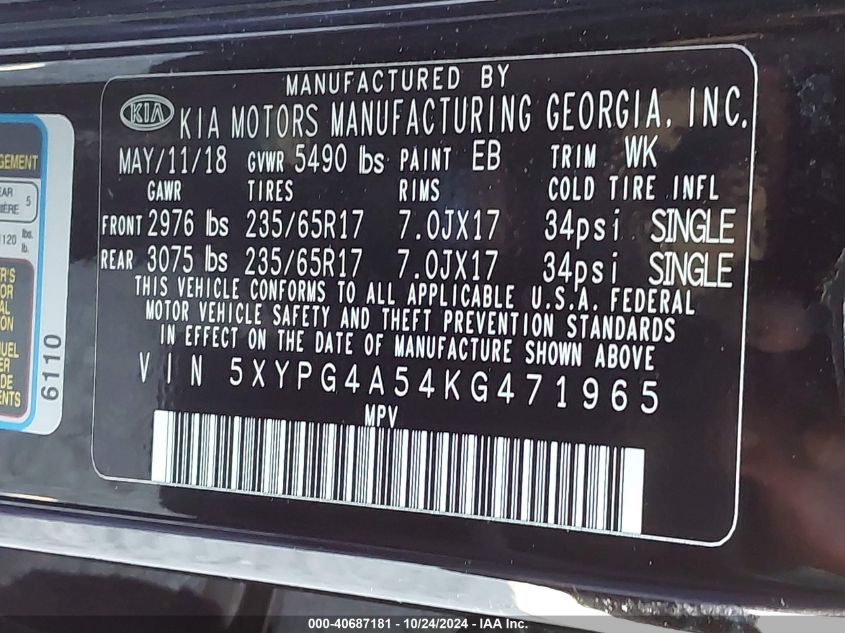 MANUFACTURED BY
KIA KIA MOTORS MANUFACTURING GEORGIA, INC.
MAY/11/18 GVWR 5490 lbs PAINT EB TRIM WK
GAWR TIRES RIMS COLD TIRE INFL
FRONT 2976 lbs 235/65R17 7.0JX17 34psi SINGLE
REAR 3075 lbs 235/65R17 7.0JX17 34psi SINGLE
THIS VEHICLE CONFORMS TO ALL APPLICABLE U.S.A. FEDERAL
MOTOR VEHICLE SAFETY AND THEFT PREVENTION STANDARDS
IN EFFECT ON THE DATE OF MANUFACTURE SHOWN ABOVE
VIN 5XYPG4A54KG471965
MPV
5
lb.
6110
000-40687181 - 10/24/2024 - IAA Inc.